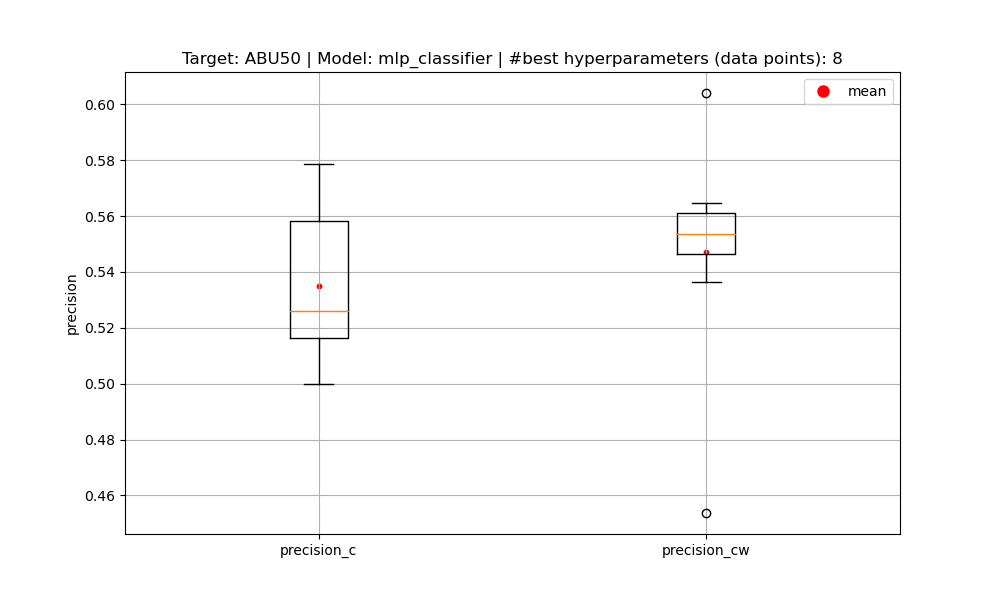 Target: ABU50 | Model: mlp_classifier | #best hyperparameters (data points): 8
mean
0.60
0.58
0.56
0.54
0.52
0.50
0.48
0.46
precision
precision_c
precision_cw